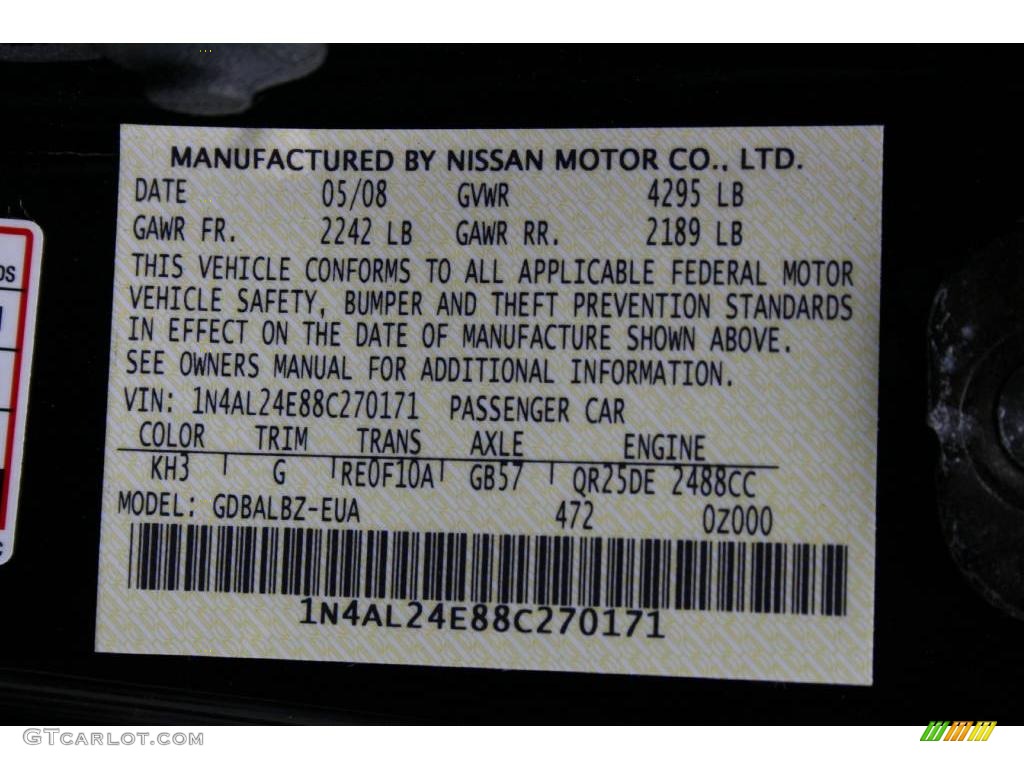 MANUFACTURED BY NISSAN MOTOR CO., LTD.
DATE 05/08 GVWR 4295 LB
GAWR FR. 2242 LB GAWR RR. 2189 LB
THIS VEHICLE CONFORMS TO ALL APPLICABLE FEDERAL MOTOR
VEHICLE SAFETY, BUMPER AND THEFT PREVENTION STANDARDS
IN EFFECT ON THE DATE OF MANUFACTURE SHOWN ABOVE.
SEE OWNERS MANUAL FOR ADDITIONAL INFORMATION.
VIN: 1N4AL24E88C270171 PASSENGER CAR
COLOR TRIM TRANS AXLE ENGINE
KH3 G RE0F10A GB57 QR25DE 2488CC
MODEL: GDBALBZ-EUA 472 0Z000
1N4AL24E88C270171
GTCARLOT.COM